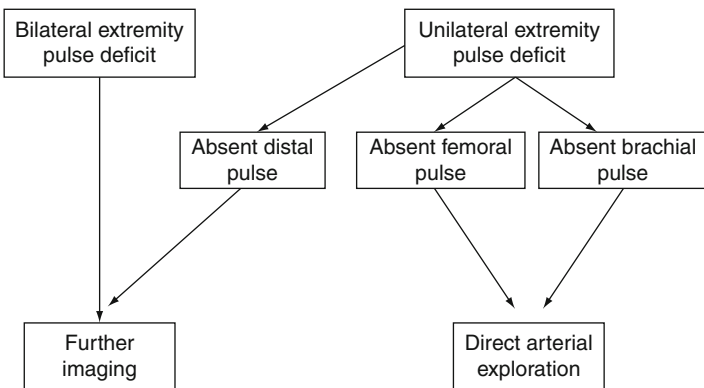 Bilateral extremity
pulse deficit
Unilateral extremity
pulse deficit
Absent distal
pulse
Absent femoral
pulse
Absent brachial
pulse
Further
imaging
Direct arterial
exploration